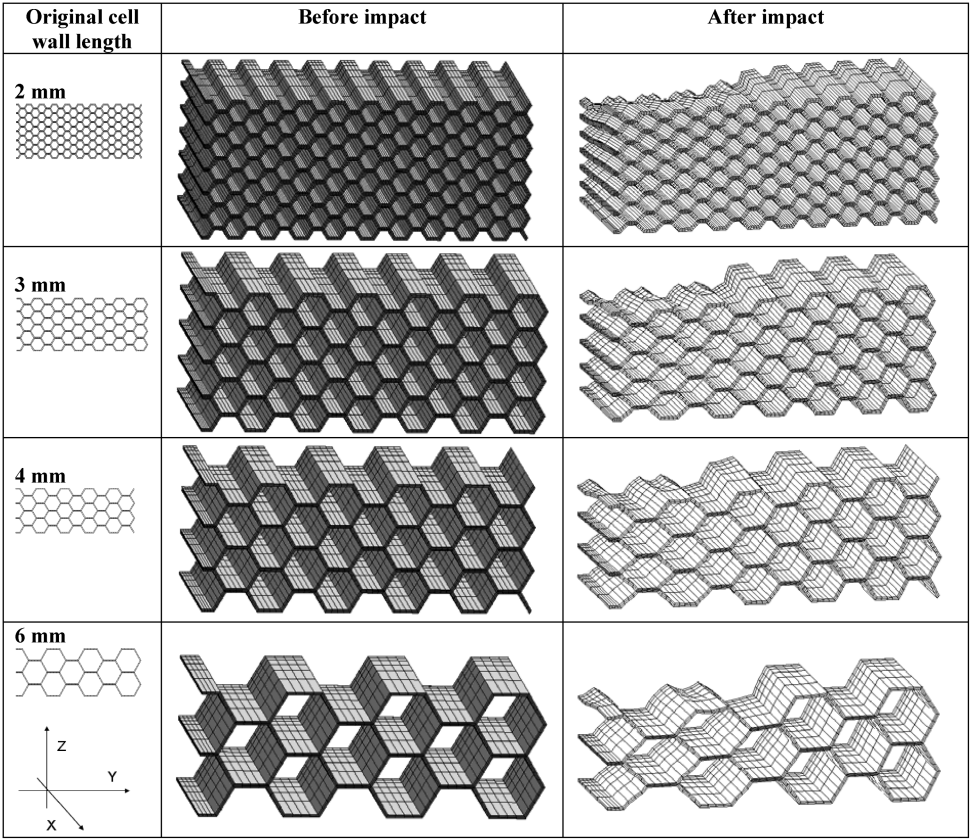 Original cell
wall length
Before impact
After impact
2 mm
3 mm
4 mm
6 mm
Z
Y
X